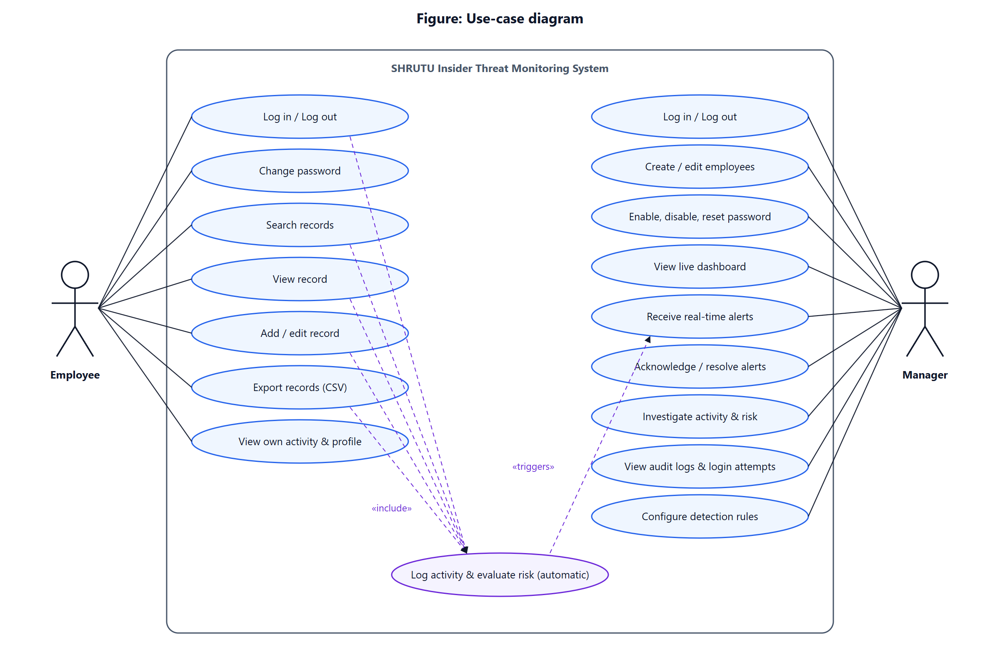 Figure: Use-case diagram
SHRUTU Insider Threat Monitoring System
Log in / Log out
Change password
Search records
View record
Add / edit record
Export records (CSV)
View own activity & profile
Employee
Log in / Log out
Create / edit employees
Enable, disable, reset password
View live dashboard
Receive real-time alerts
Acknowledge / resolve alerts
Investigate activity & risk
View audit logs & login attempts
Configure detection rules
Manager
«triggers»
«include»
Log activity & evaluate risk (automatic)